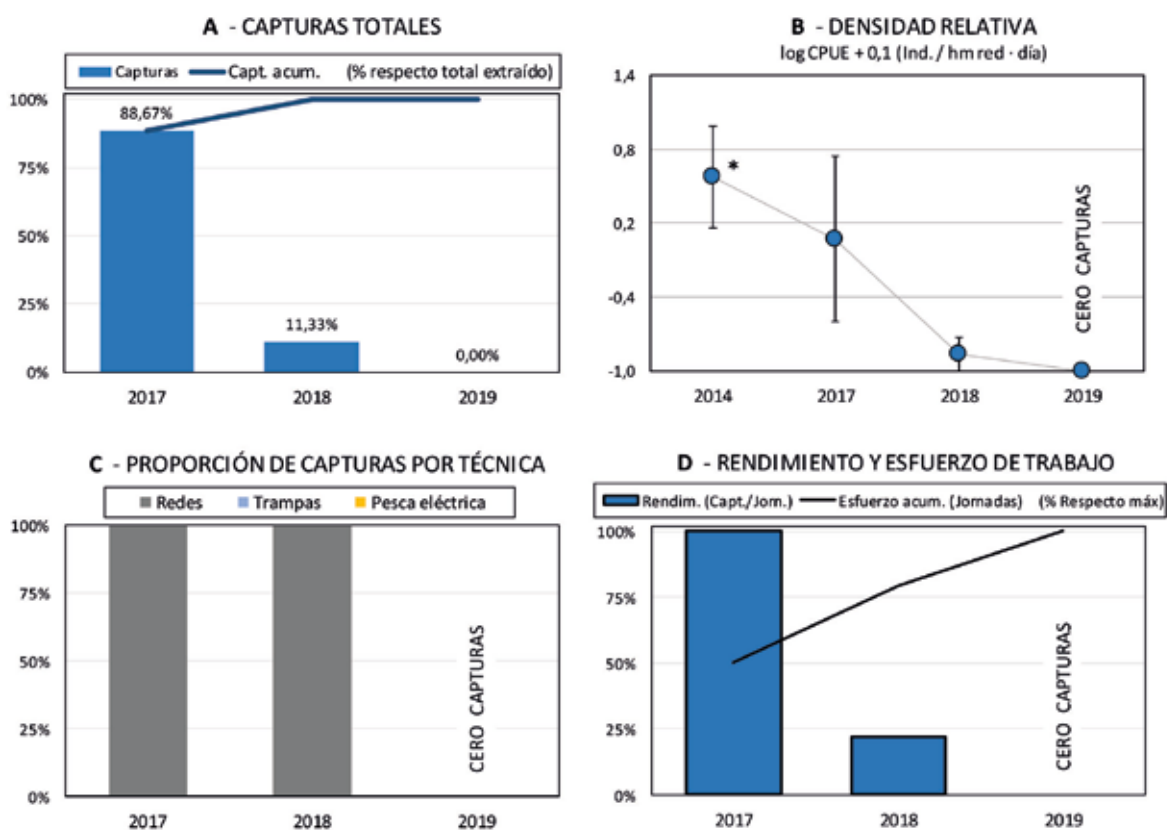 A - CAPTURAS TOTALES
Capturas Capt. acum. (% respecto total extraído)
100%
75%
50%
25%
0%
88,67%
11,33%
0,00%
2017 2018 2019
B - DENSIDAD RELATIVA
log CPUE + 0,1 (Ind. / hm red · día)
1,4
0,8
0,2
-0,4
-1,0
*
CERO CAPTURAS
2014 2017 2018 2019
C - PROPORCIÓN DE CAPTURAS POR TÉCNICA
Redes Trampas Pesca eléctrica
100%
75%
50%
25%
0%
CERO CAPTURAS
2017 2018 2019
D - RENDIMIENTO Y ESFUERZO DE TRABAJO
Rendim. (Capt./Jorn.) Esfuerzo acum. (Jornadas) (% Respecto máx)
100%
75%
50%
25%
0%
CERO CAPTURAS
2017 2018 2019